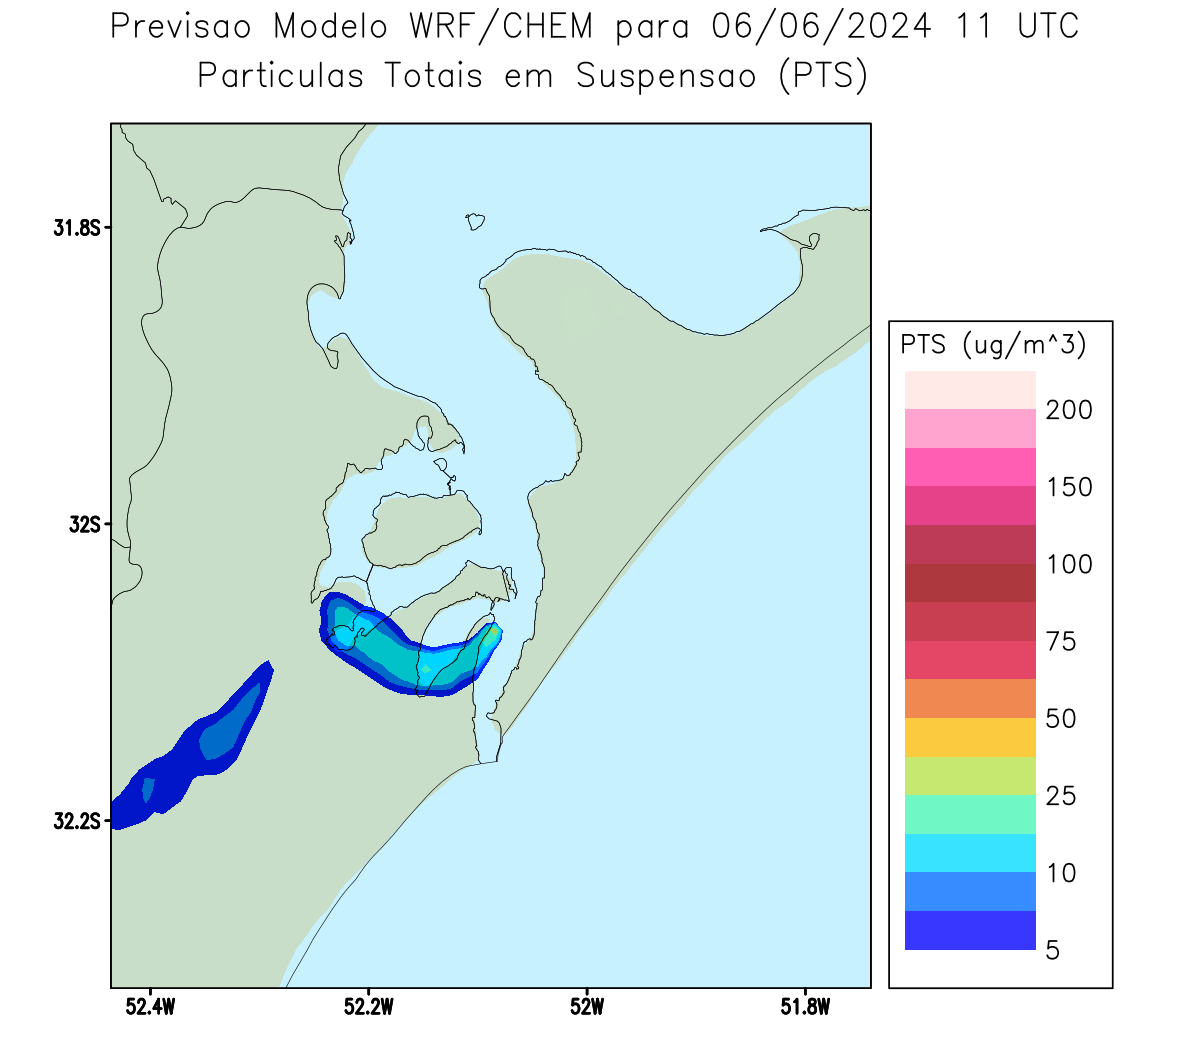 Previsao Modelo WRF/CHEM para 06/06/2024 11 UTC
Particulas Totais em Suspensao (PTS)
31.8S
32S
32.2S
52.4W
52.2W
52W
51.8W
PTS (ug/m^3)
200
150
100
75
50
25
10
5